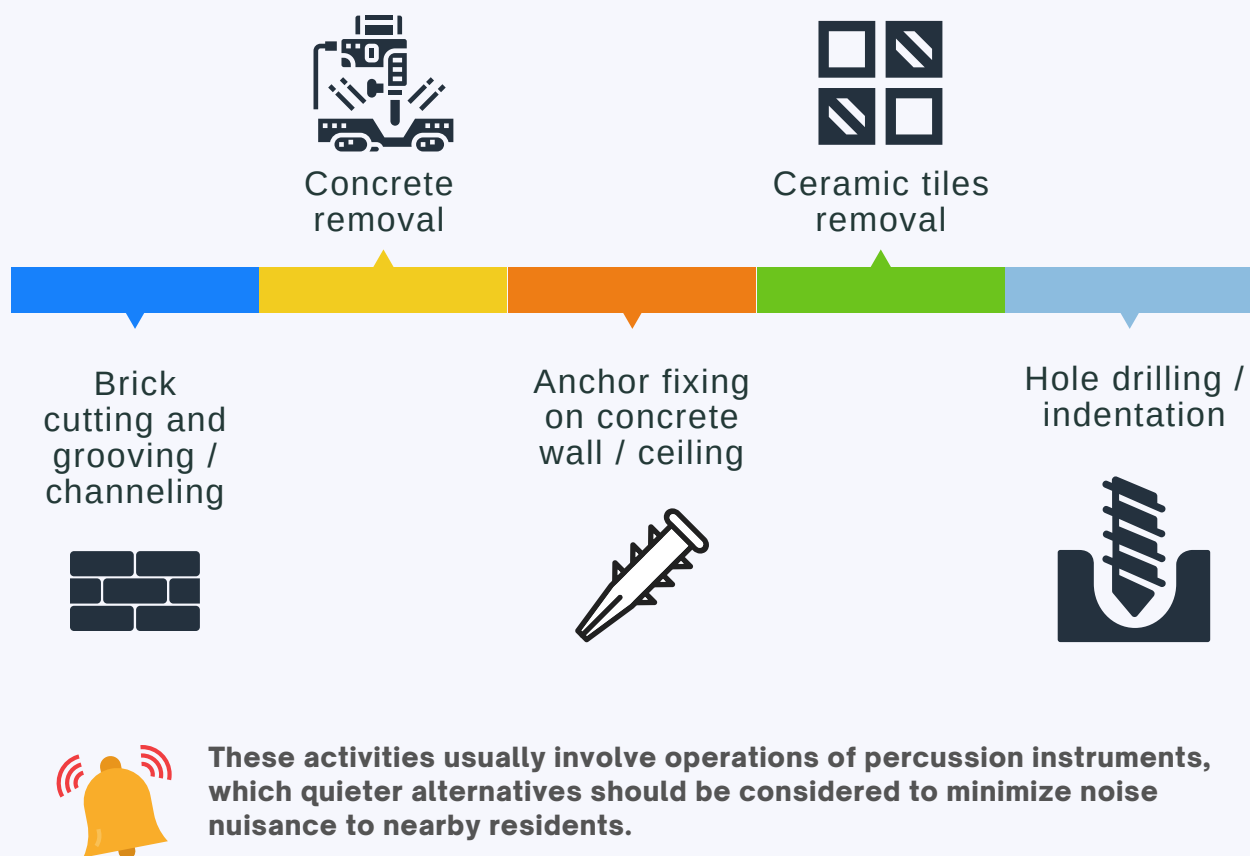 Concrete
removal
Ceramic tiles
removal
Brick
cutting and
grooving /
channeling
Anchor fixing
on concrete
wall / ceiling
Hole drilling /
indentation
These activities usually involve operations of percussion instruments,
which quieter alternatives should be considered to minimize noise
nuisance to nearby residents.